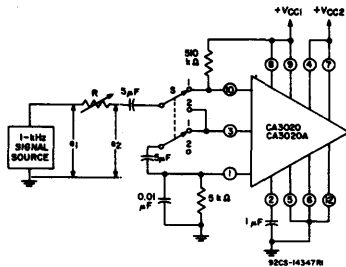 +VCC1
+VCC2
510
kΩ
8
9
4
7
R
5μF
S
1
2
10
1
2
3
5μF
1
CA3020
CA3020A
1-kHz
SIGNAL
SOURCE
e1
e2
0.01
μF
5 kΩ
2
5
6
12
1 μF
92CS-14347R1